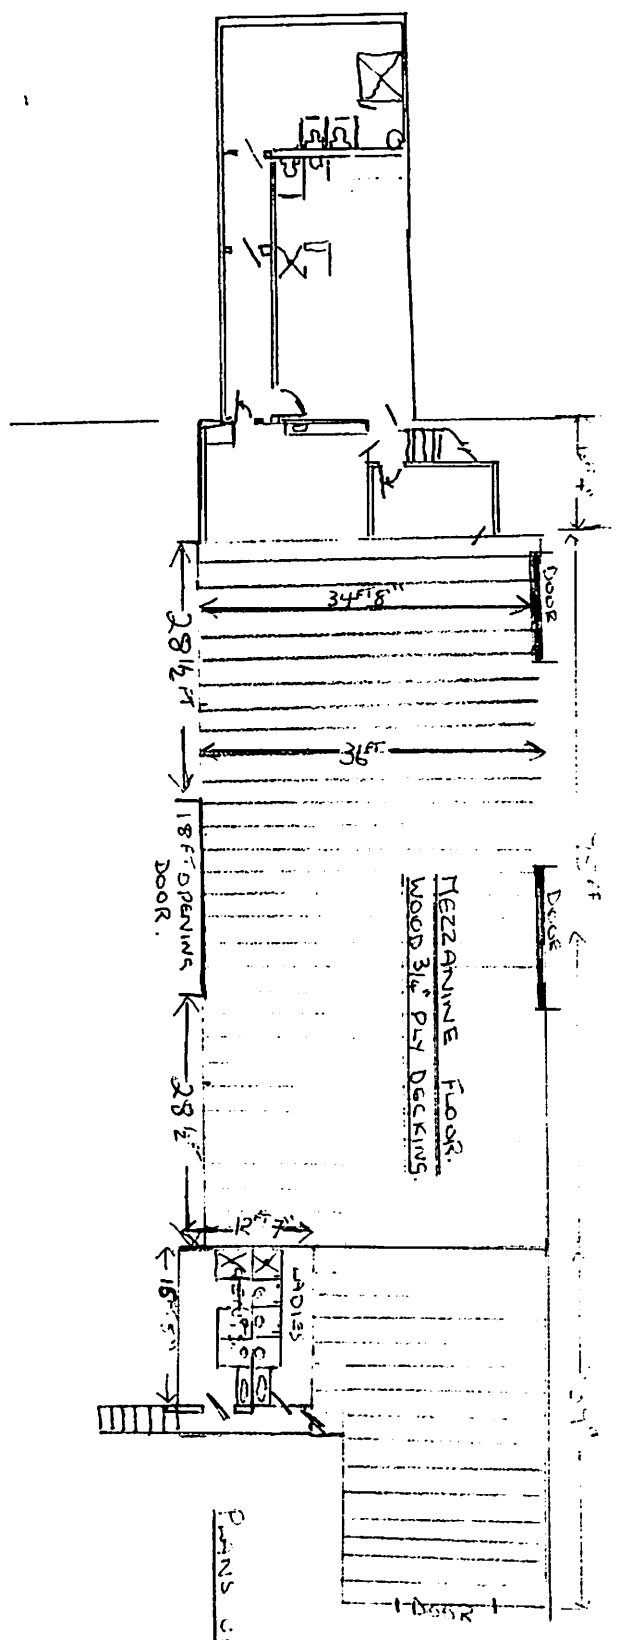 34 FT 8"
DOOR
28 1/2 FT
36 FT
18 FT OPENING
DOOR.
DOOR
MEZZANINE FLOOR.
WOOD 3/4" PLY DECKING.
28 1/2
12 FT 7"
LADIES
DOOR
PLANS